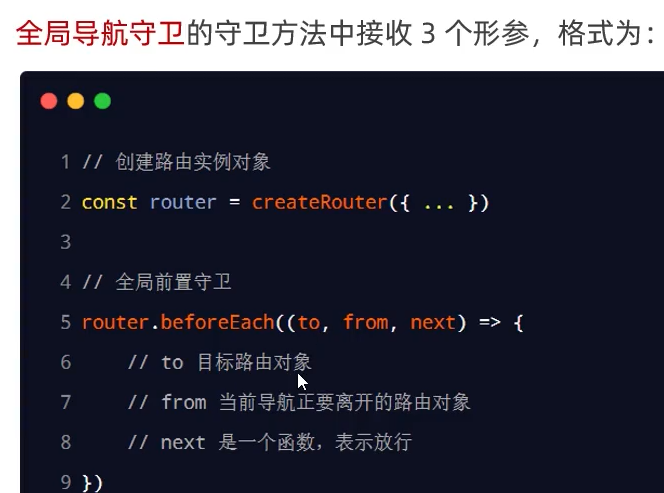 全局导航守卫的守卫方法中接收 3 个形参，格式为：
1 // 创建路由实例对象
2 const router = createRouter({ ... })
3
4 // 全局前置守卫
5 router.beforeEach((to, from, next) => {
6     // to 目标路由对象
7     // from 当前导航正要离开的路由对象
8     // next 是一个函数，表示放行
9 })